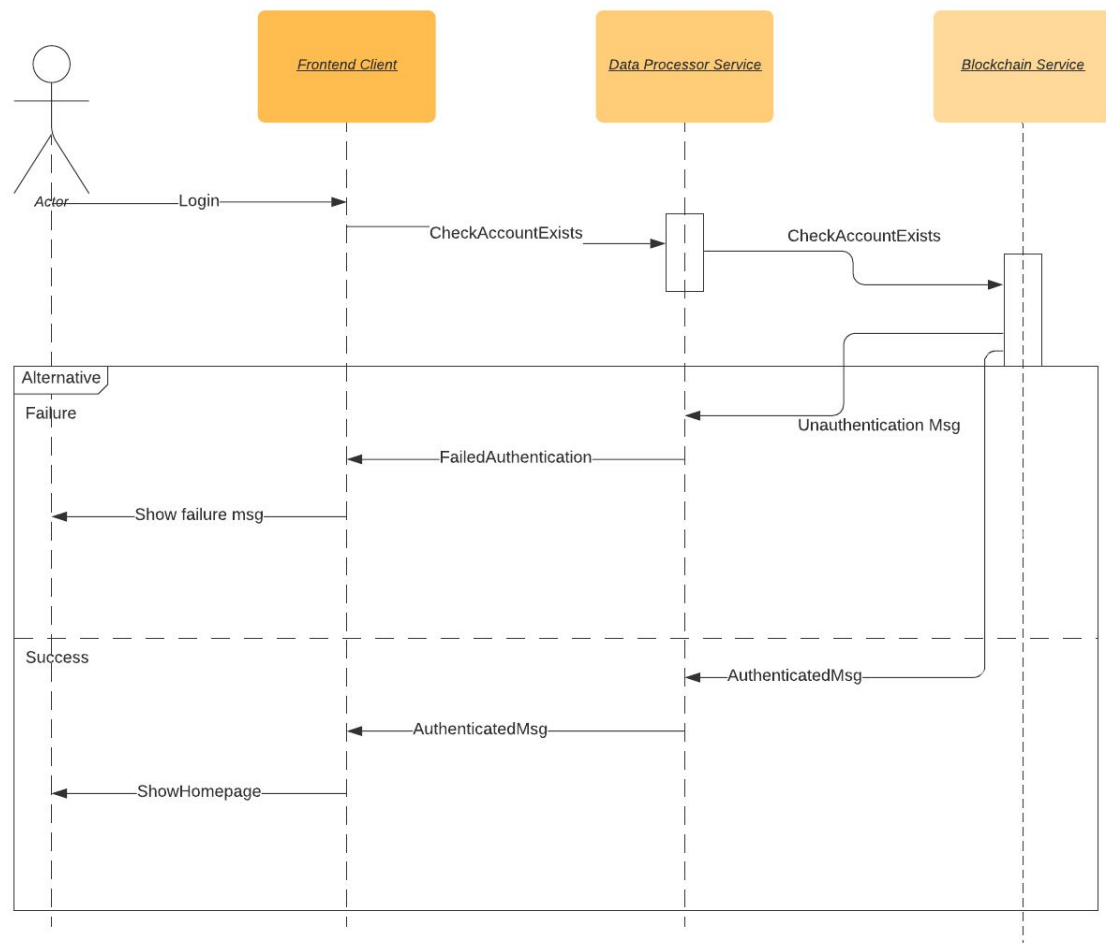 Frontend Client
Data Processor Service
Blockchain Service
Actor
Login
CheckAccountExists
CheckAccountExists
Alternative
Failure
Unauthentication Msg
FailedAuthentication
Show failure msg
Success
AuthenticatedMsg
AuthenticatedMsg
ShowHomepage